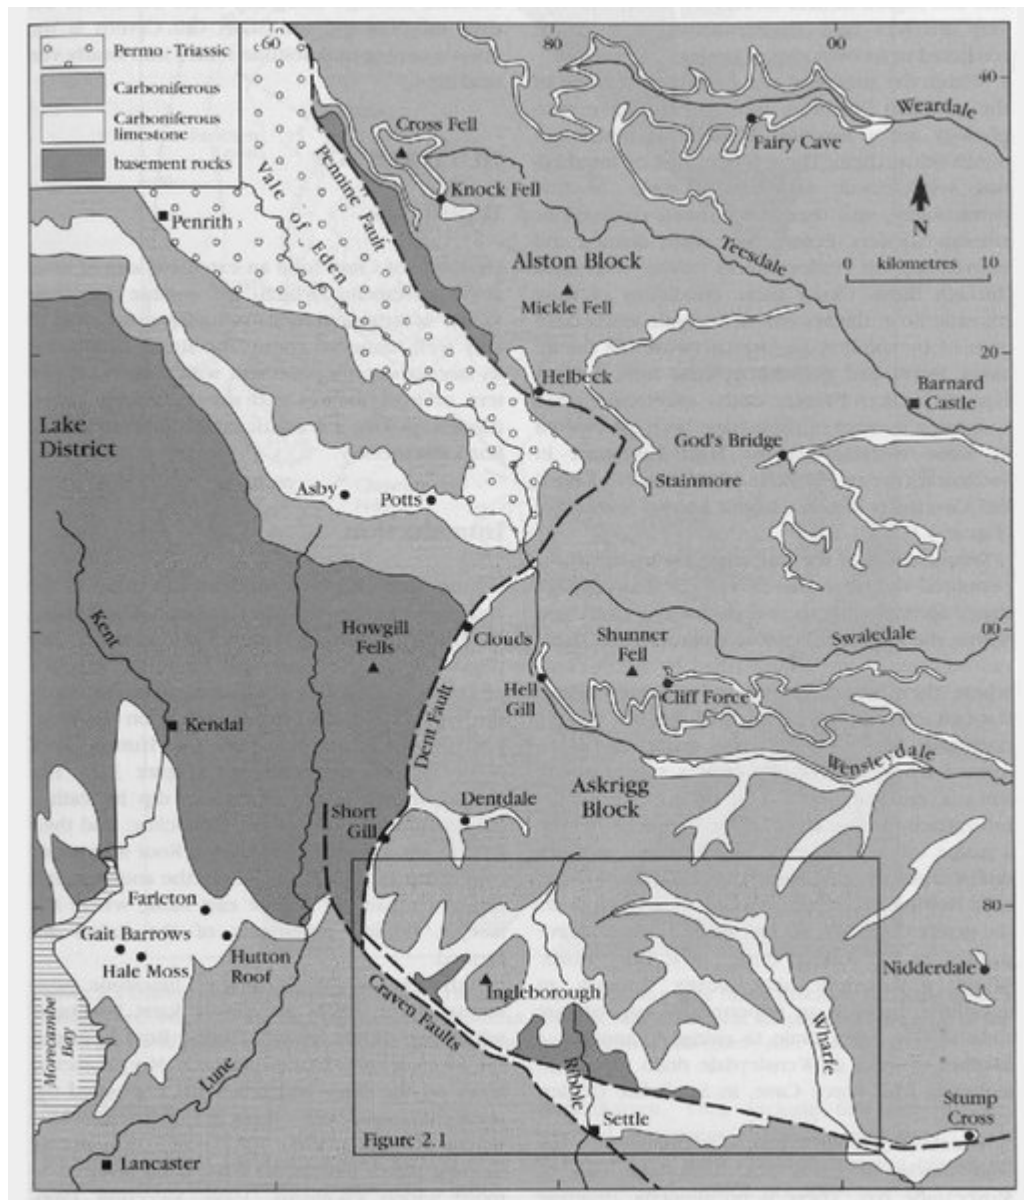 Permo - Triassic
Carboniferous
Carboniferous
limestone
basement rocks
60
80
00
40
Weardale
Cross Fell
Fairy Cave
Pennine Fault
Knock Fell
Vale of Eden
Penrith
N
Teesdale
Alston Block
0 kilometres 10
Mickle Fell
20
Helbeck
Barnard
Castle
Lake
District
God's Bridge
Stainmore
Asby
Potts
Kent
Howgill
Fells
Clouds
Shunner
Fell
Swaledale
00
Hell
Gill
Cliff Force
Kendal
Dent Fault
Wensleydale
Askrigg
Block
Short
Gill
Dentdale
Farleton
80
Gait Barrows
Hale Moss
Hutton
Roof
Nidderdale
Ingleborough
Craven Faults
Morecambe
Bay
Wharfe
Lune
Ribble
Settle
Stump
Cross
Figure 2.1
Lancaster